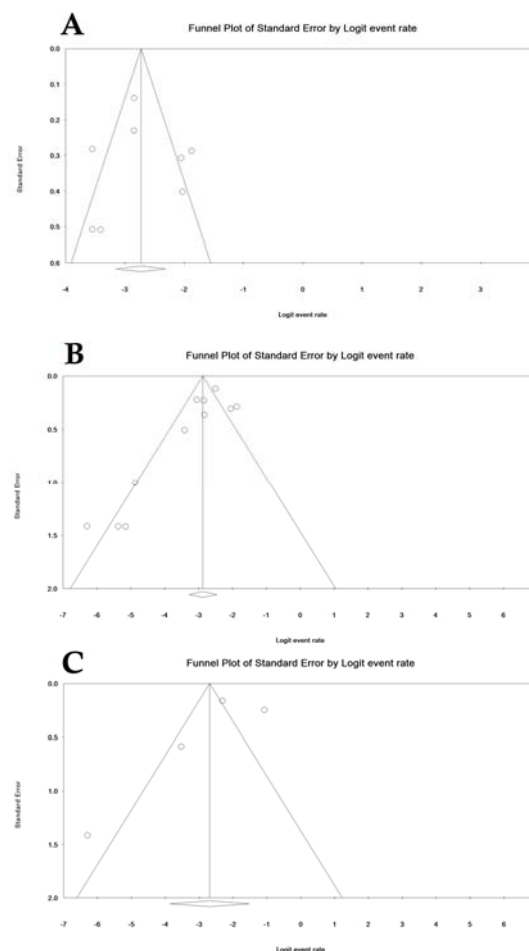 A
Funnel Plot of Standard Error by Logit event rate
0.0
0.1
0.2
0.3
0.4
0.5
0.6
Standard Error
-4 -3 -2 -1 0 1 2 3
Logit event rate
B
Funnel Plot of Standard Error by Logit event rate
0.0
0.5
1.0
1.5
2.0
Standard Error
-7 -6 -5 -4 -3 -2 -1 0 1 2 3 4 5 6
Logit event rate
C
Funnel Plot of Standard Error by Logit event rate
0.0
0.5
1.0
1.5
2.0
Standard Error
-7 -6 -5 -4 -3 -2 -1 0 1 2 3 4 5 6
Logit event rate